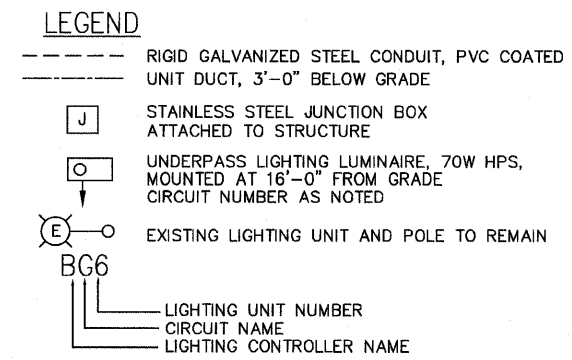 LEGEND
RIGID GALVANIZED STEEL CONDUIT, PVC COATED
UNIT DUCT, 3'-0" BELOW GRADE
J
STAINLESS STEEL JUNCTION BOX
ATTACHED TO STRUCTURE
UNDERPASS LIGHTING LUMINAIRE, 70W HPS,
MOUNTED AT 16'-0" FROM GRADE
CIRCUIT NUMBER AS NOTED
E
EXISTING LIGHTING UNIT AND POLE TO REMAIN
BG6
LIGHTING UNIT NUMBER
CIRCUIT NAME
LIGHTING CONTROLLER NAME